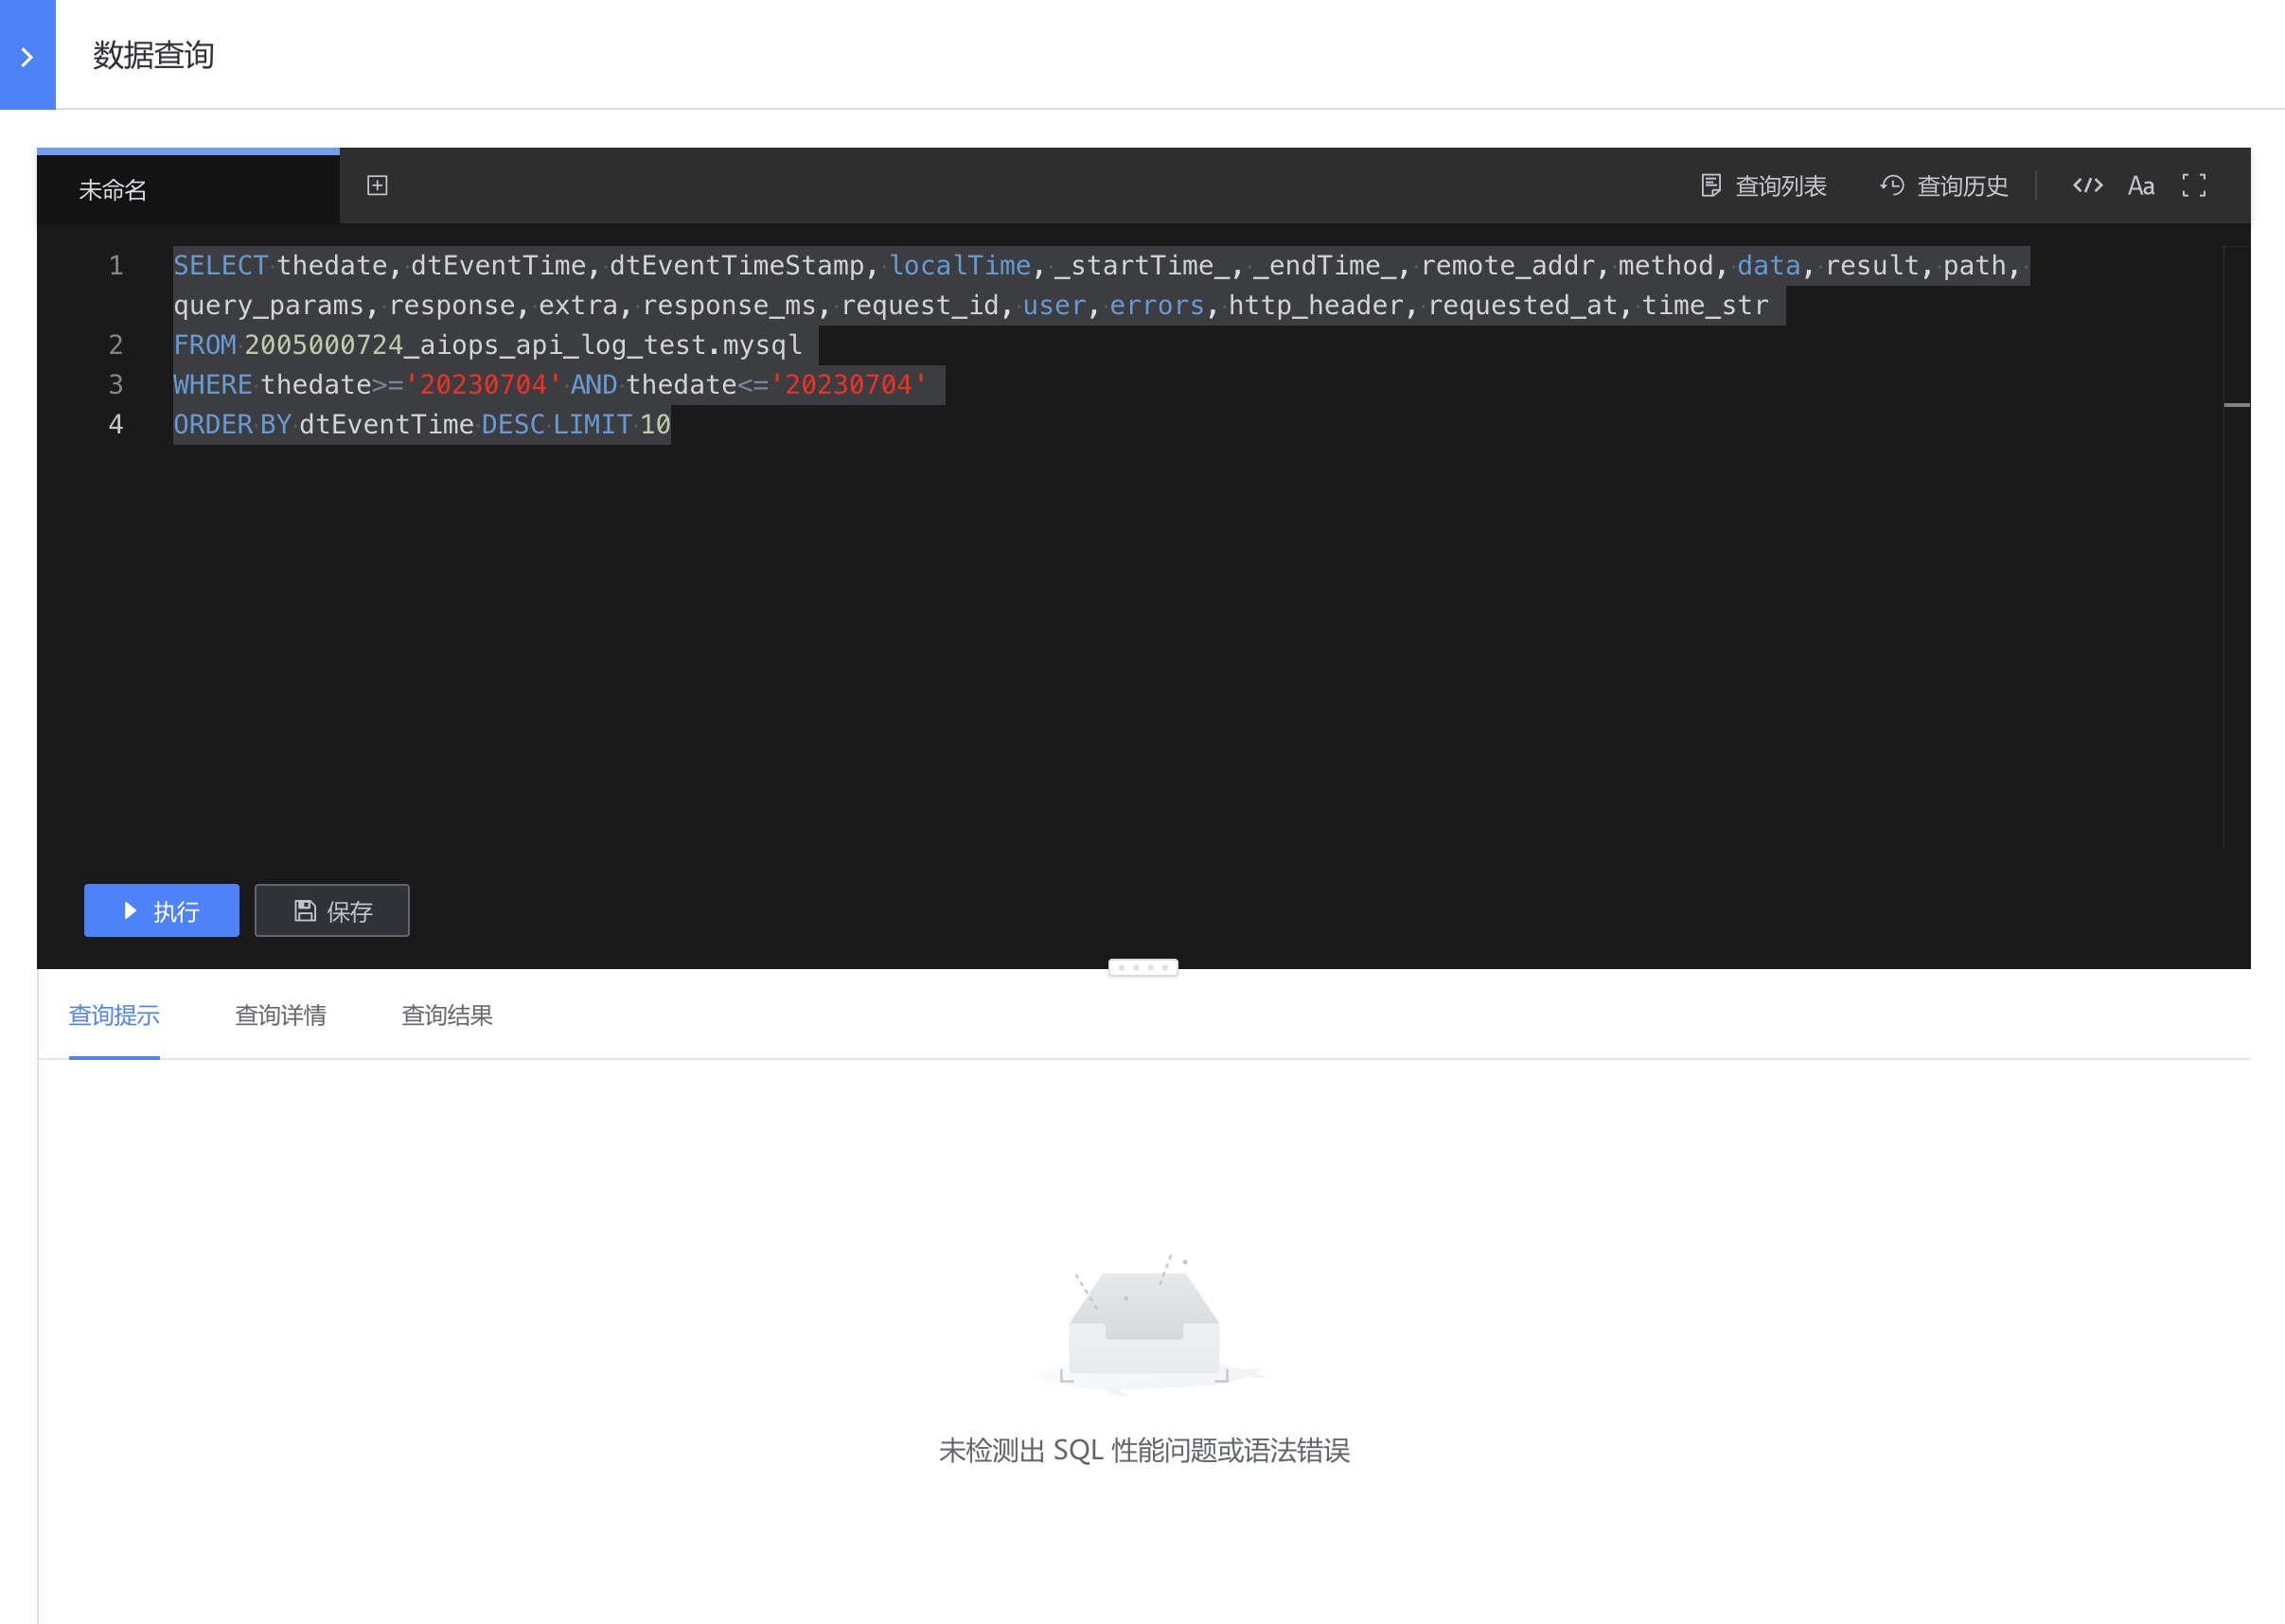 数据查询
未命名
查询列表 查询历史 </> Aa
1 SELECT thedate, dtEventTime, dtEventTimeStamp, localTime, _startTime_, _endTime_, remote_addr, method, data, result, path,
query_params, response, extra, response_ms, request_id, user, errors, http_header, requested_at, time_str
2 FROM 2005000724_aiops_api_log_test.mysql
3 WHERE thedate>='20230704' AND thedate<='20230704'
4 ORDER BY dtEventTime DESC LIMIT 10
执行 保存
查询提示 查询详情 查询结果
未检测出 SQL 性能问题或语法错误